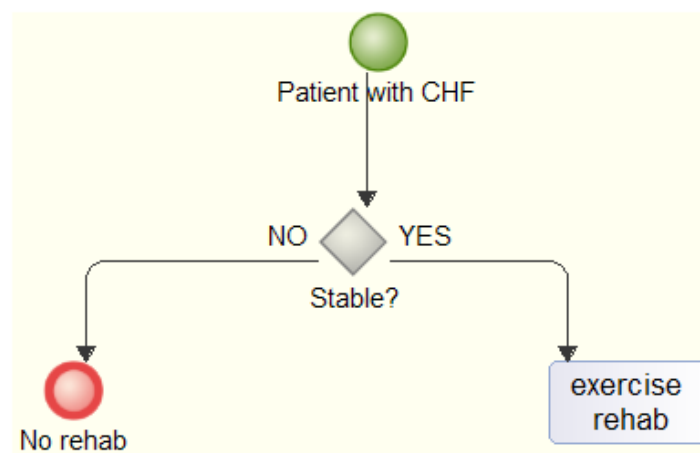 Patient with CHF
NO
YES
Stable?
exercise
rehab
No rehab